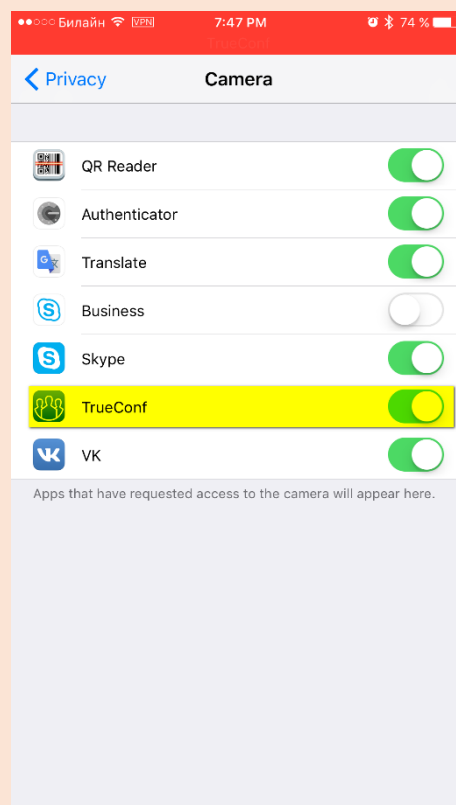 Билайн VPN 7:47 PM 74 %
TrueConf
Privacy Camera
QR Reader
Authenticator
Translate
Business
Skype
TrueConf
VK
Apps that have requested access to the camera will appear here.